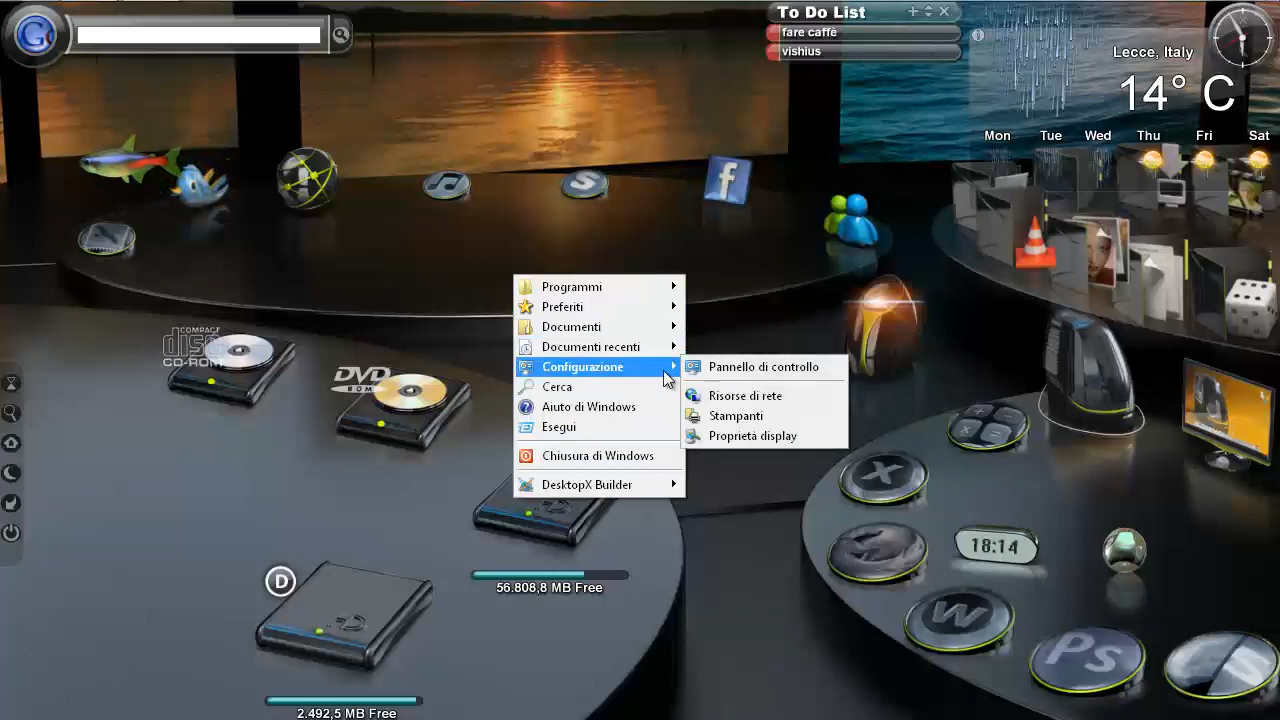 G
To Do List
fare caffè
vishius
Lecce, Italy
14° C
Mon Tue Wed Thu Fri Sat
S
f
COMPACT
disc
CD-ROM
DVD
ROM
Programmi
Preferiti
Documenti
Documenti recenti
Configurazione
Cerca
Aiuto di Windows
Esegui
Chiusura di Windows
DesktopX Builder
Pannello di controllo
Risorse di rete
Stampanti
Proprietà display
X
18:14
W
PS
56.808,8 MB Free
D
2.492,5 MB Free